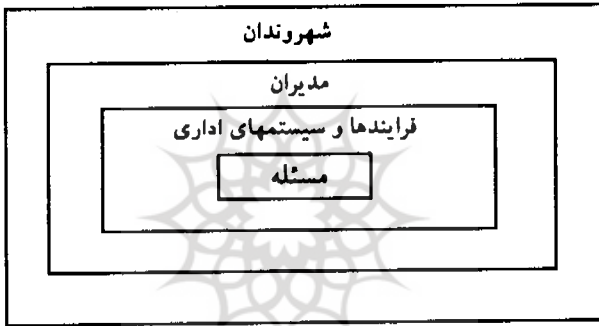 شهروندان
مدیران
فرایندها و سیستمهای اداری
مسئله